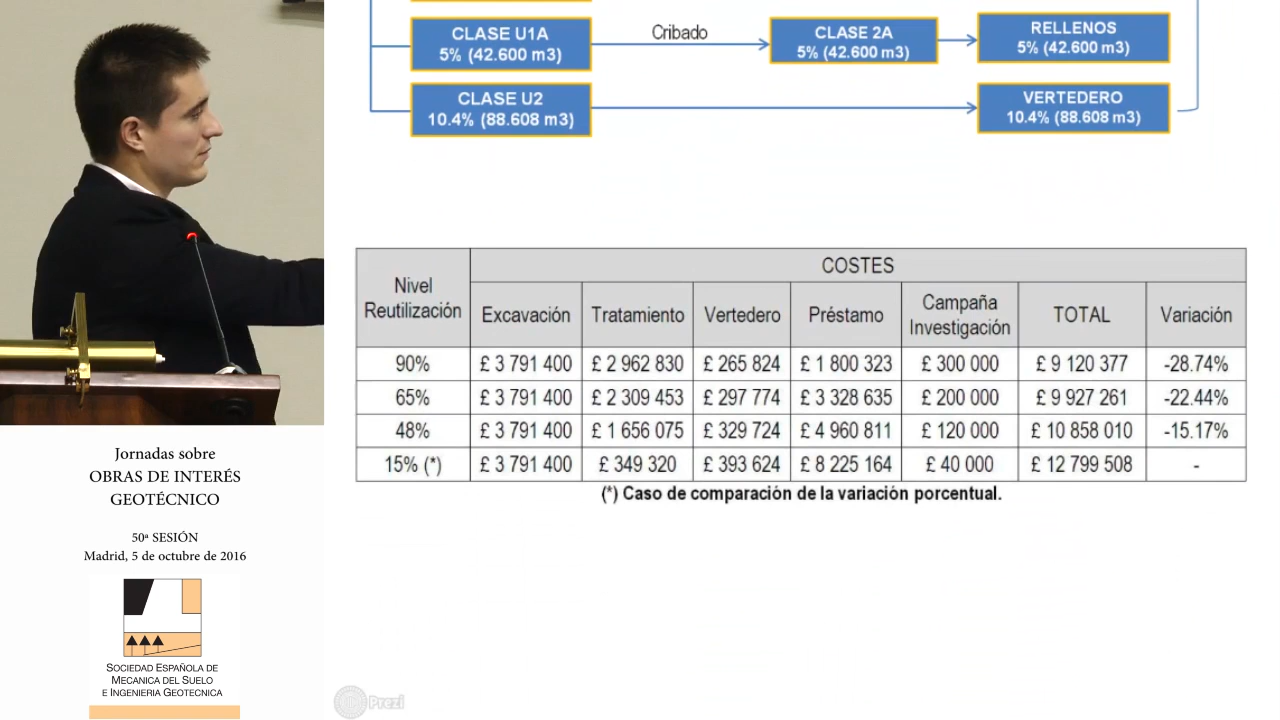 CLASE U1A
5% (42.600 m3)
Cribado
CLASE 2A
5% (42.600 m3)
RELLENOS
5% (42.600 m3)
CLASE U2
10.4% (88.608 m3)
VERTEDERO
10.4% (88.608 m3)
Nivel Reutilización COSTES
Excavación Tratamiento Vertedero Préstamo Campaña Investigación TOTAL Variación
90% £ 3 791 400 £ 2 962 830 £ 265 824 £ 1 800 323 £ 300 000 £ 9 120 377 -28.74%
65% £ 3 791 400 £ 2 309 453 £ 297 774 £ 3 328 635 £ 200 000 £ 9 927 261 -22.44%
48% £ 3 791 400 £ 1 656 075 £ 329 724 £ 4 960 811 £ 120 000 £ 10 858 010 -15.17%
15% (*) £ 3 791 400 £ 349 320 £ 393 624 £ 8 225 164 £ 40 000 £ 12 799 508 -
(*) Caso de comparación de la variación porcentual.
Jornadas sobre
OBRAS DE INTERÉS
GEOTÉCNICO
50ª SESIÓN
Madrid, 5 de octubre de 2016
SOCIEDAD ESPAÑOLA DE
MECANICA DEL SUELO
E INGENIERIA GEOTECNICA
Prezi